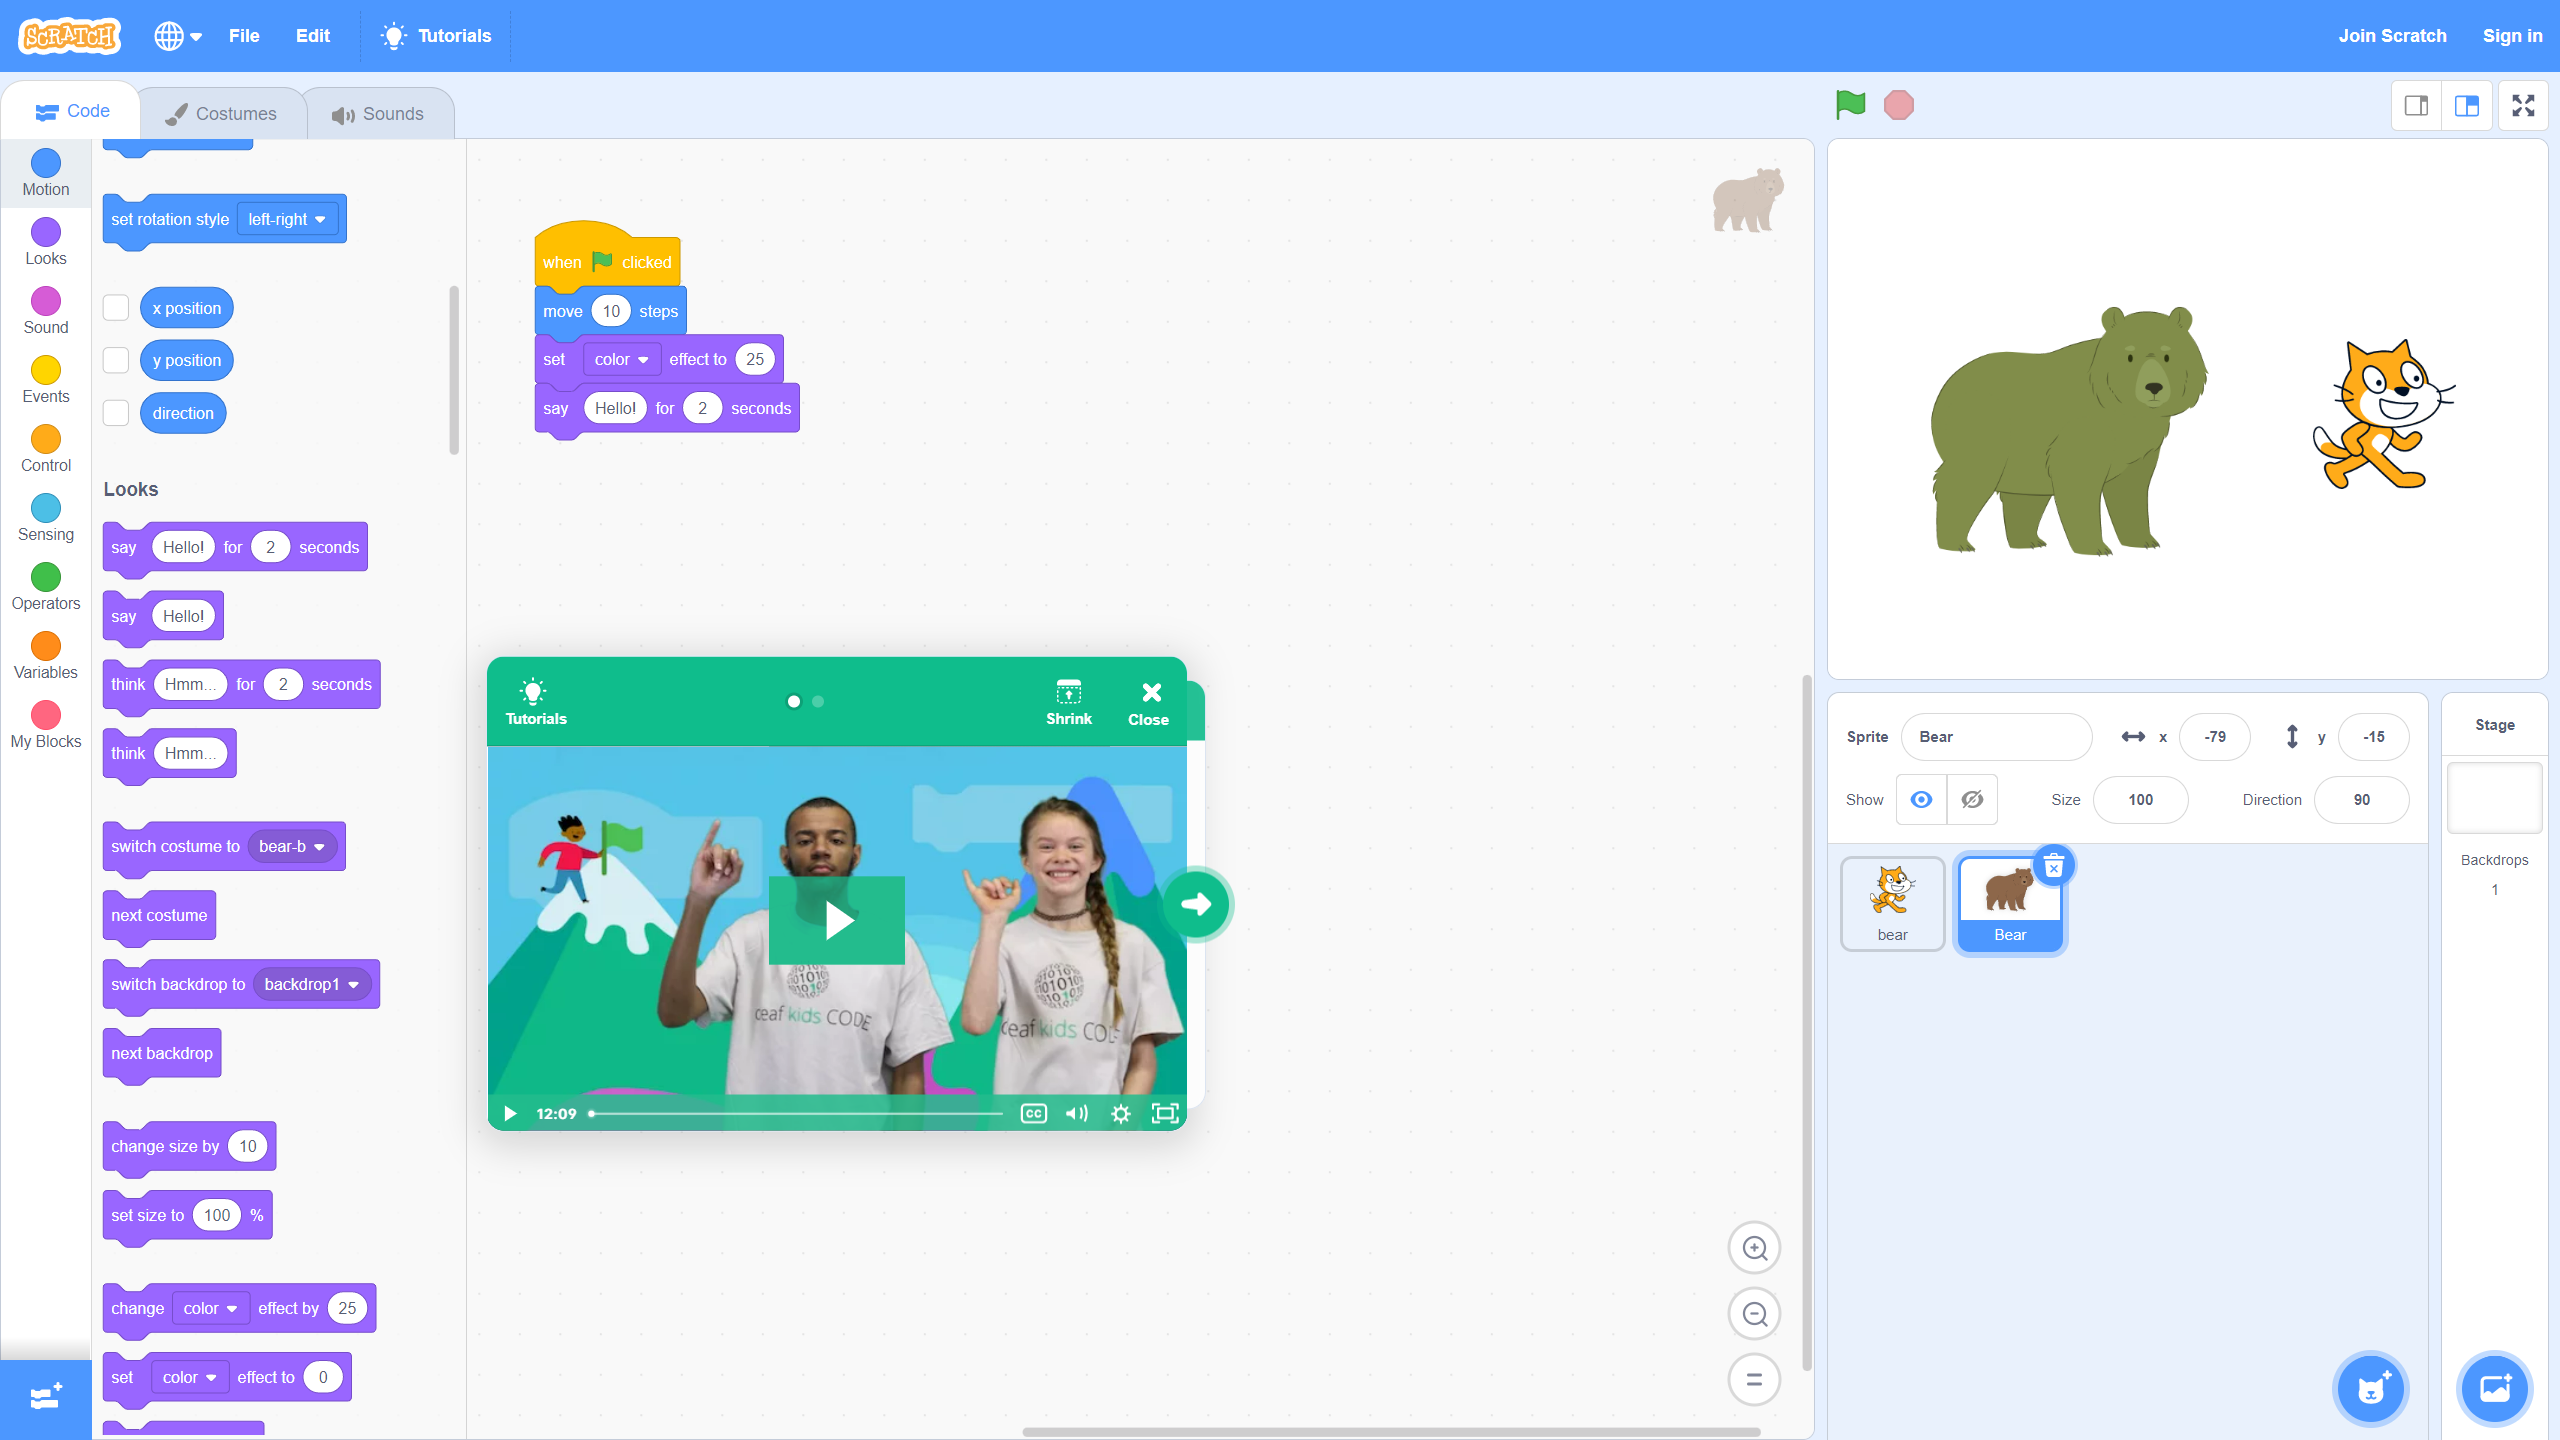 SCRATCH File Edit Tutorials Join Scratch Sign in
Code Costumes Sounds
Motion
Looks
Sound
Events
Control
Sensing
Operators
Variables
My Blocks
set rotation style left-right
x position
y position
direction
Looks
say Hello! for 2 seconds
say Hello!
think Hmm... for 2 seconds
think Hmm...
switch costume to bear-b
next costume
switch backdrop to backdrop1
next backdrop
change size by 10
set size to 100 %
change color effect by 25
set color effect to 0
when clicked
move 10 steps
set color effect to 25
say Hello! for 2 seconds
Tutorials Shrink Close
deaf kids CODE
deaf kids CODE
12:09 CC
Sprite Bear x -79 y -15
Show Size 100 Direction 90
bear Bear
Stage
Backdrops
1